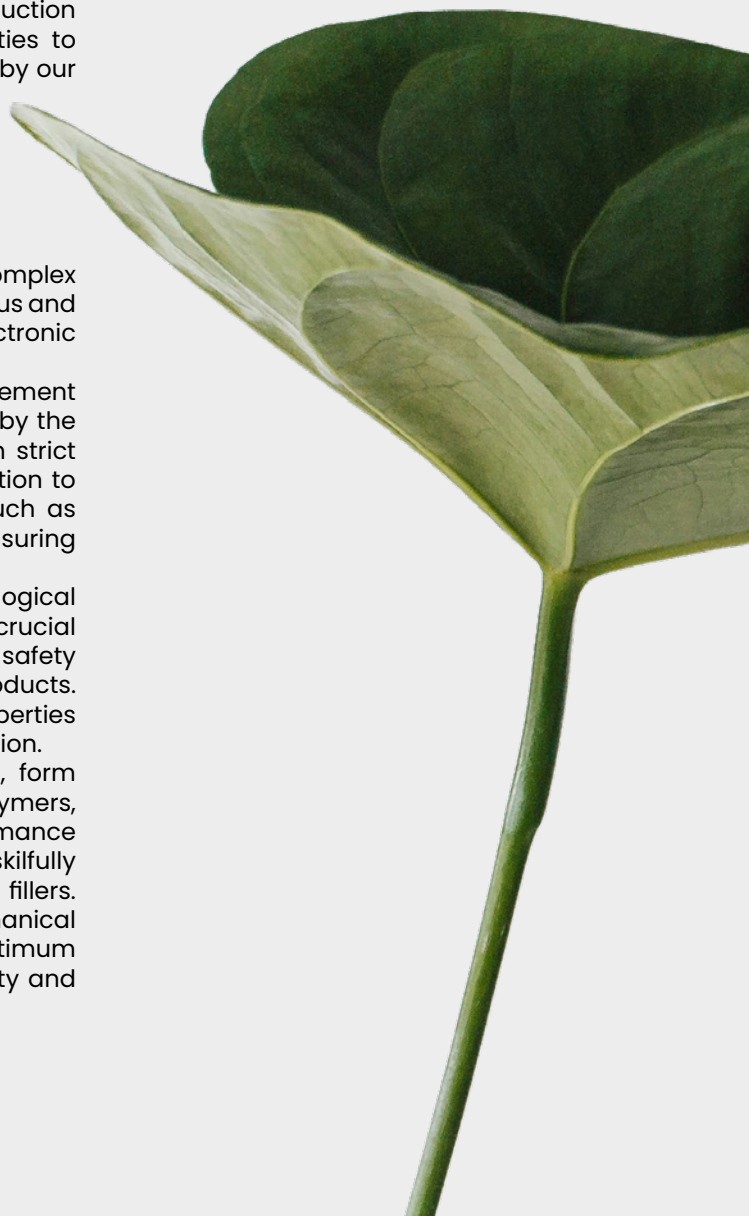 uction
ties to
by our
omplex
us and
ctronic
ement
by the
n strict
tion to
uch as
suring
ogical
crucial
safety
oducts.
perties
ion.
, form
ymers,
mance
skilfully
fillers.
anical
timum
ty and